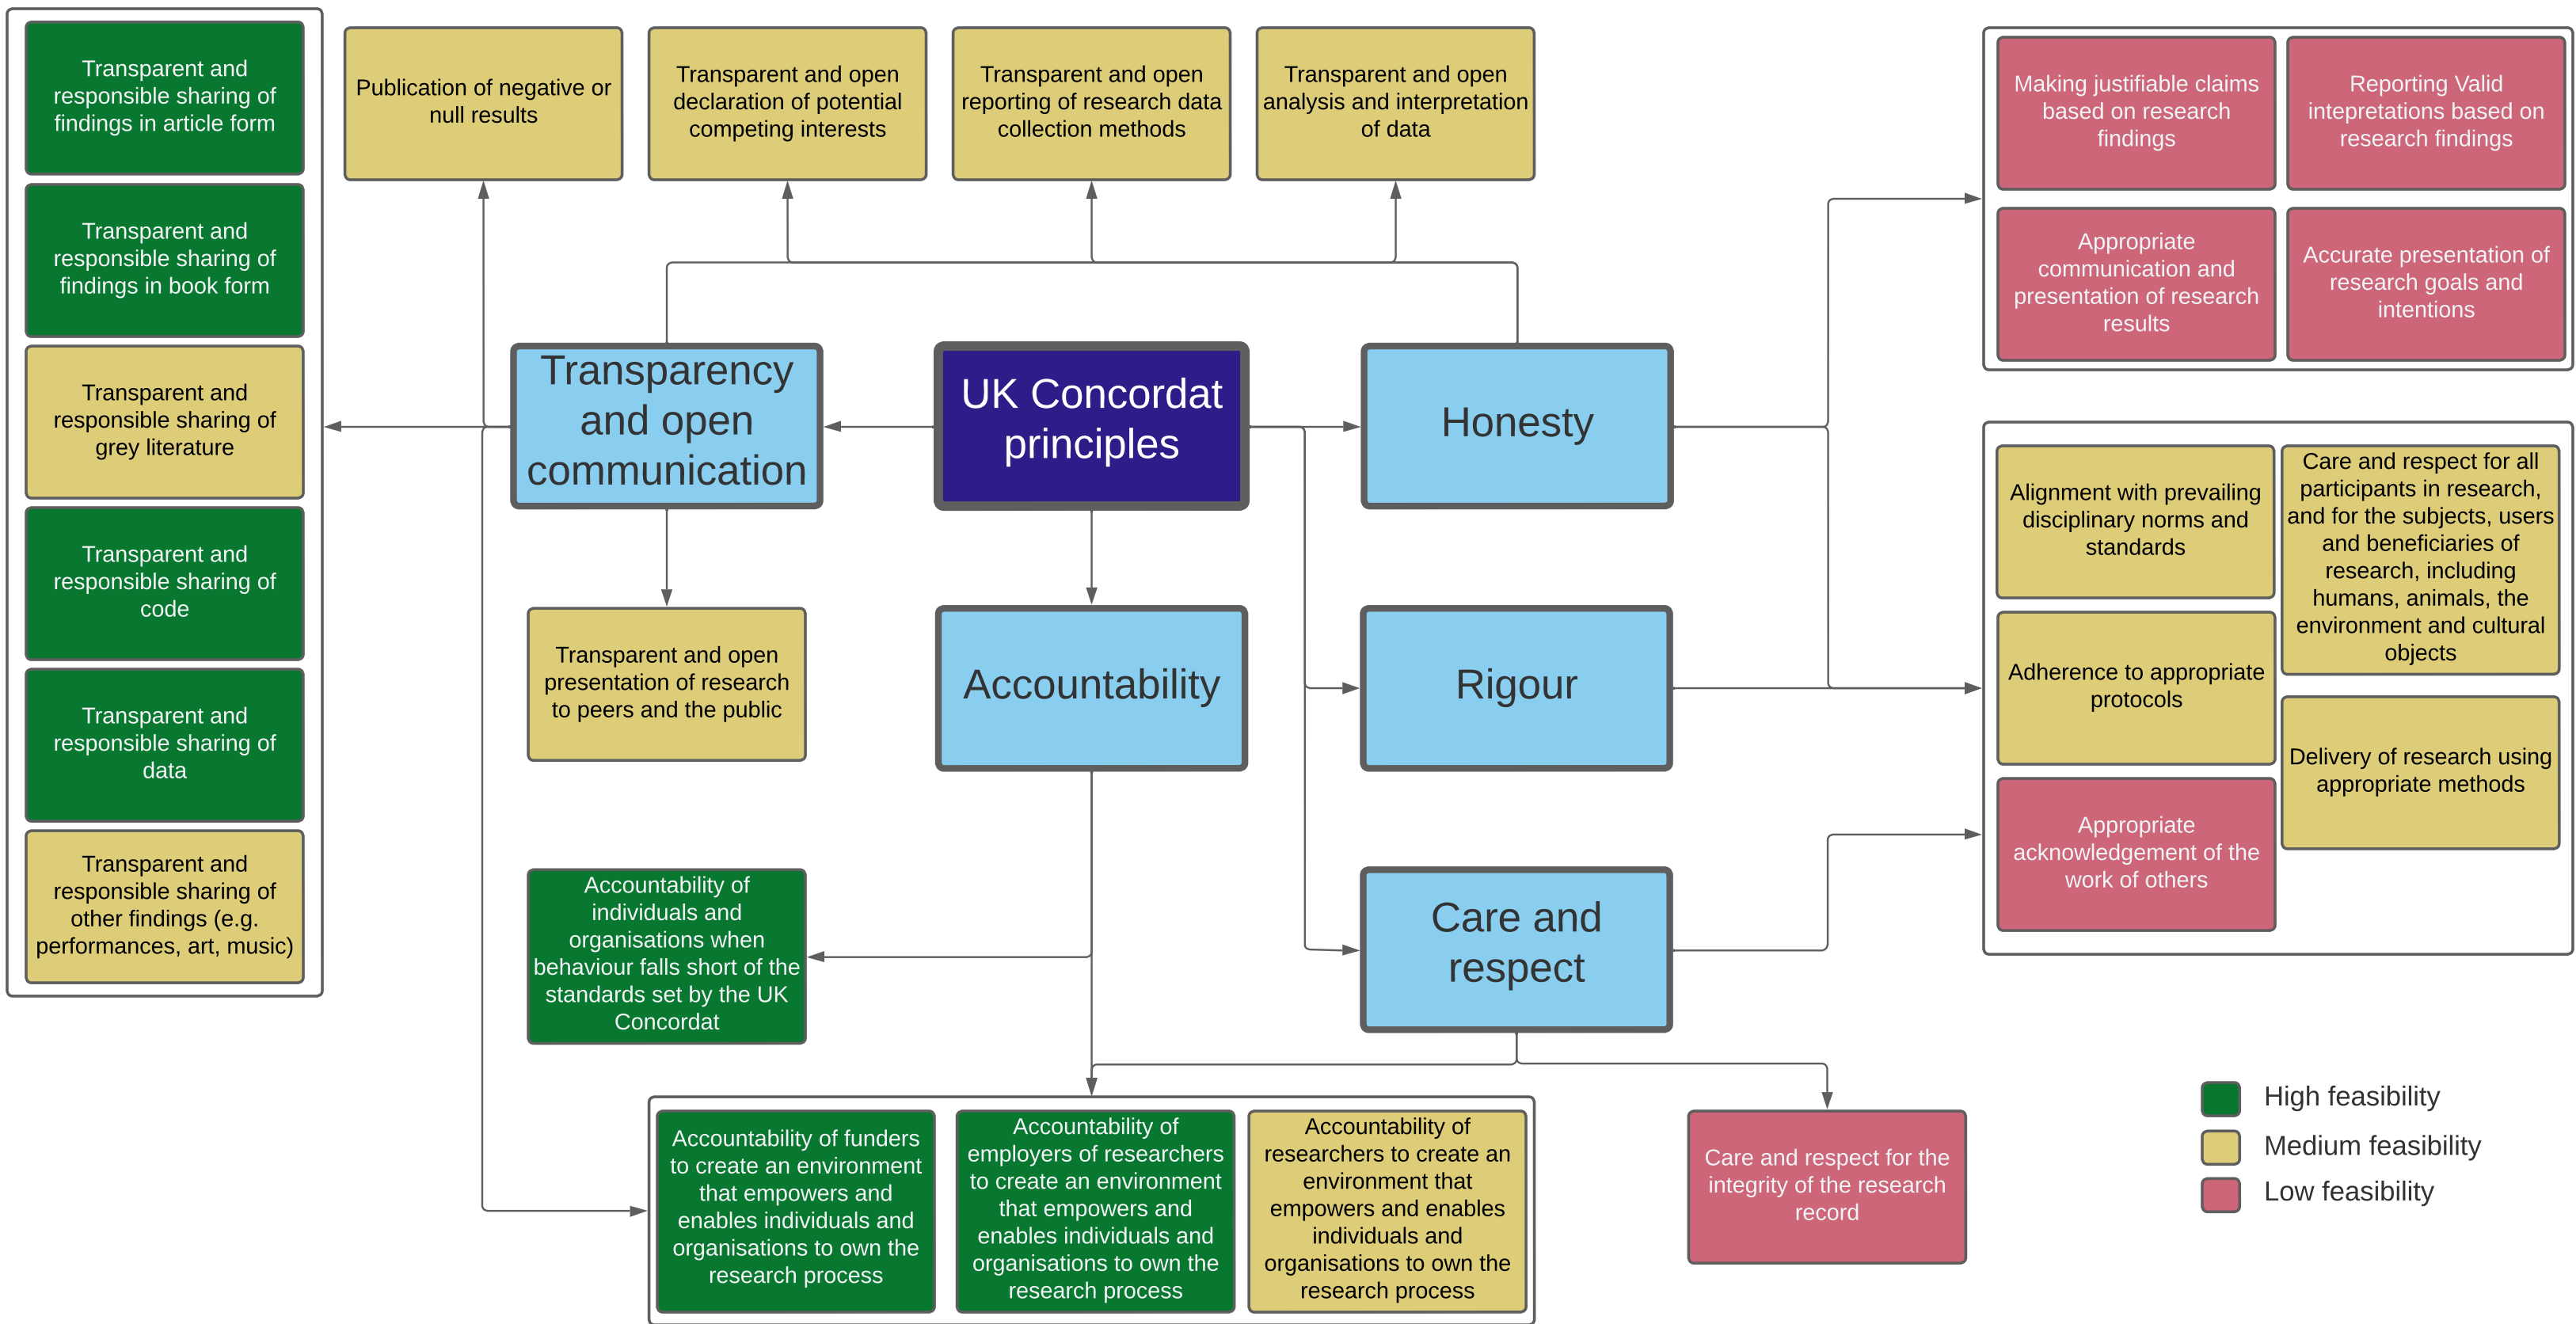 Transparent and
responsible sharing of
findings in article form
Transparent and
responsible sharing of
findings in book form
Transparent and
responsible sharing of
grey literature
Transparent and
responsible sharing of
code
Transparent and
responsible sharing of
data
Transparent and
responsible sharing of
other findings (e.g.
performances, art, music)
Publication of negative or
null results
Transparent and open
declaration of potential
competing interests
Transparent and open
reporting of research data
collection methods
Transparent and open
analysis and interpretation
of data
Making justifiable claims
based on research
findings
Reporting Valid
intepretations based on
research findings
Appropriate
communication and
presentation of research
results
Accurate presentation of
research goals and
intentions
Transparency
and open
communication
UK Concordat
principles
Honesty
Alignment with prevailing
disciplinary norms and
standards
Care and respect for all
participants in research,
and for the subjects, users
and beneficiaries of
research, including
humans, animals, the
environment and cultural
objects
Adherence to appropriate
protocols
Delivery of research using
appropriate methods
Appropriate
acknowledgement of the
work of others
Transparent and open
presentation of research
to peers and the public
Accountability
Rigour
Accountability of
individuals and
organisations when
behaviour falls short of the
standards set by the UK
Concordat
Care and
respect
Accountability of funders
to create an environment
that empowers and
enables individuals and
organisations to own the
research process
Accountability of
employers of researchers
to create an environment
that empowers and
enables individuals and
organisations to own the
research process
Accountability of
researchers to create an
environment that
empowers and enables
individuals and
organisations to own the
research process
Care and respect for the
integrity of the research
record
High feasibility
Medium feasibility
Low feasibility